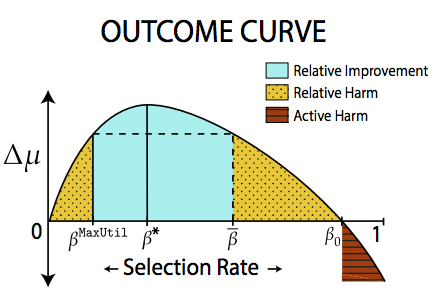 OUTCOME CURVE
Relative Improvement
Relative Harm
Active Harm
Δμ
0
β^MaxUtil
β*
β̄
β₀
1
← Selection Rate →